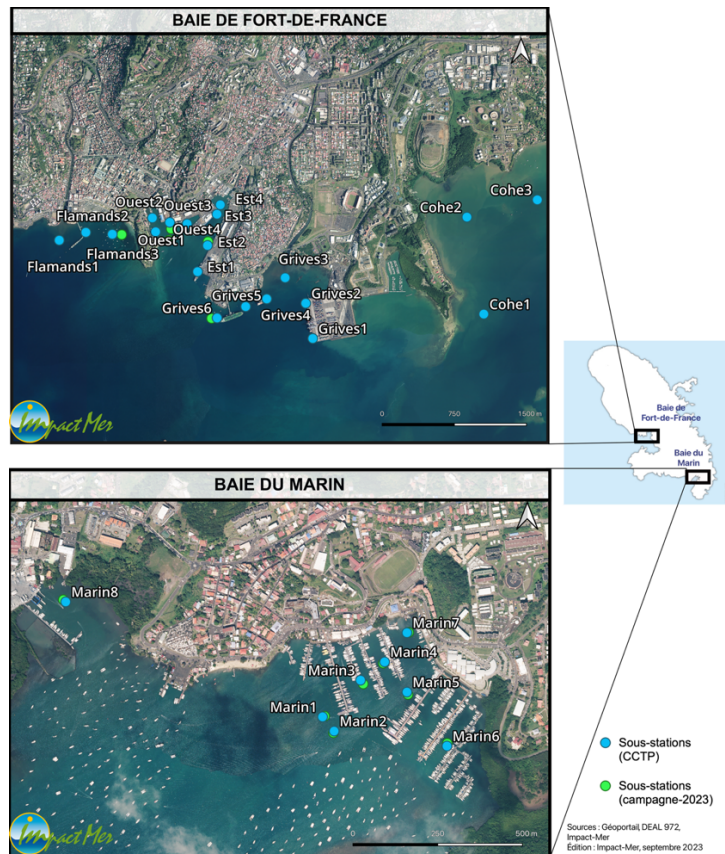 BAIE DE FORT-DE-FRANCE
Cohe3
Ouest2
Ouest3
Est4
Flamands2
Est3
Cohe2
Ouest4
Ouest1
Flamands3
Est2
Flamands1
Grives3
Est1
Grives5
Grives2
Grives6
Grives4
Cohe1
Grives1
Impact Mer
0 750 1500 m
Baie de
Fort-de-France
Baie du
Marin
BAIE DU MARIN
Marin8
Marin7
Marin4
Marin3
Marin5
Marin1
Marin2
Marin6
Impact Mer
0 250 500 m
Sous-stations
(CCTP)
Sous-stations
(campagne-2023)
Sources : Géoportail, DEAL 972,
Impact-Mer
Édition : Impact-Mer, septembre 2023